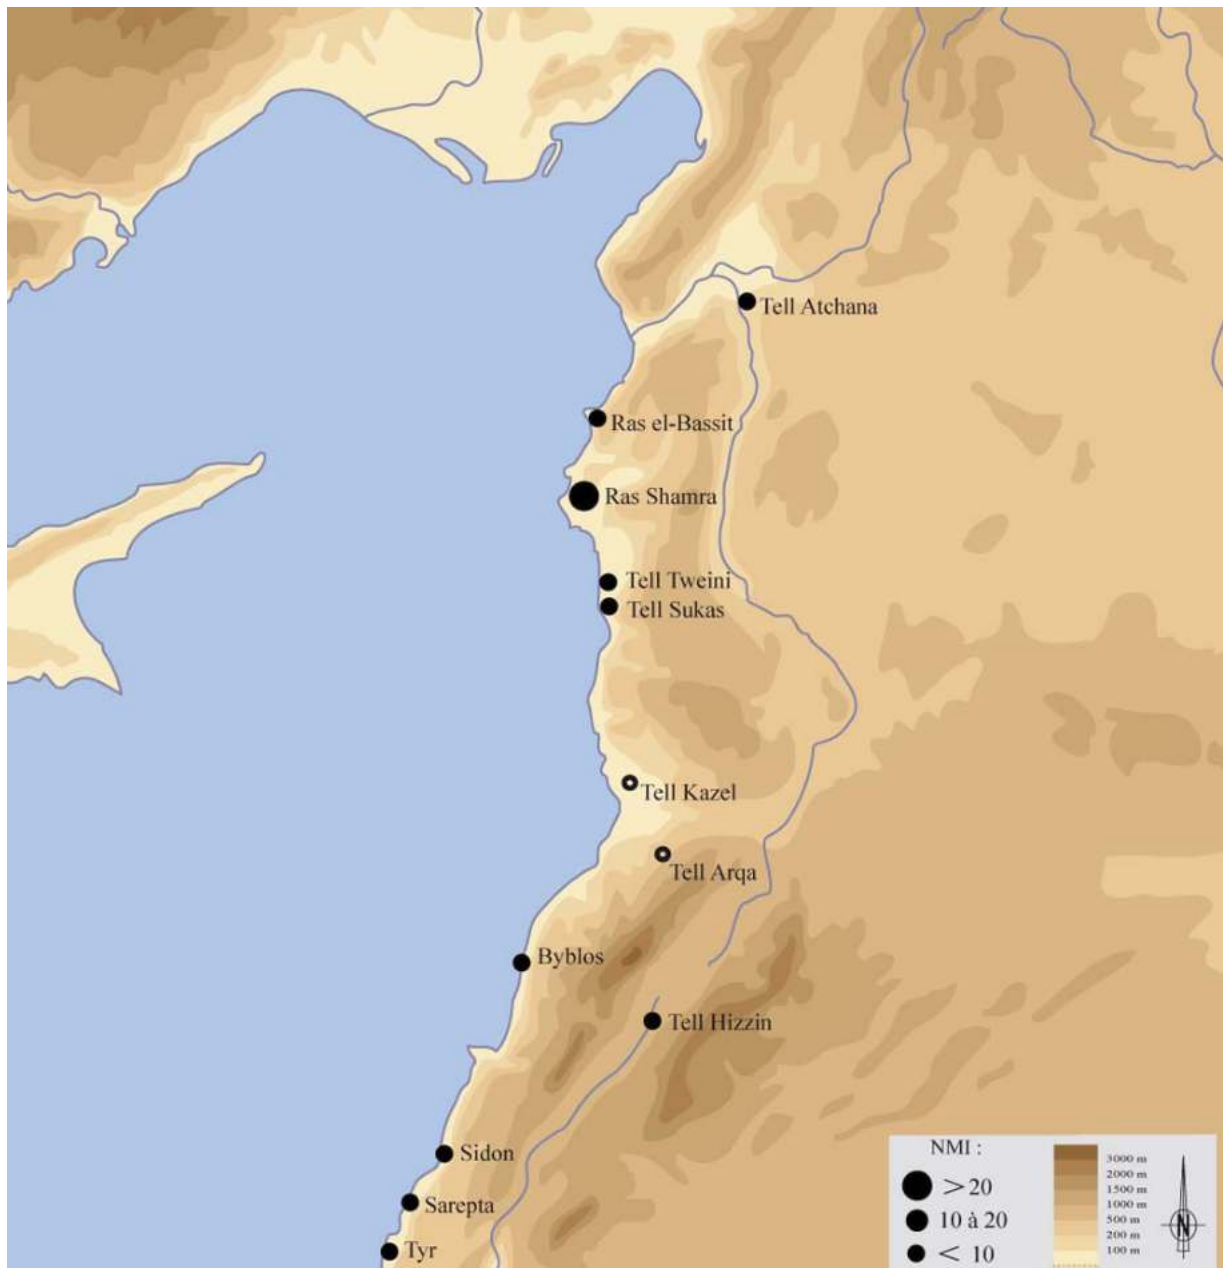 Tell Atchana
Ras el-Bassit
Ras Shamra
Tell Tweini
Tell Sukas
Tell Kazel
Tell Arqa
Byblos
Tell Hizzin
Sidon
Sarepta
Tyr
NMI :
> 20
10 à 20
< 10
3000 m
2000 m
1500 m
1000 m
500 m
200 m
100 m
N